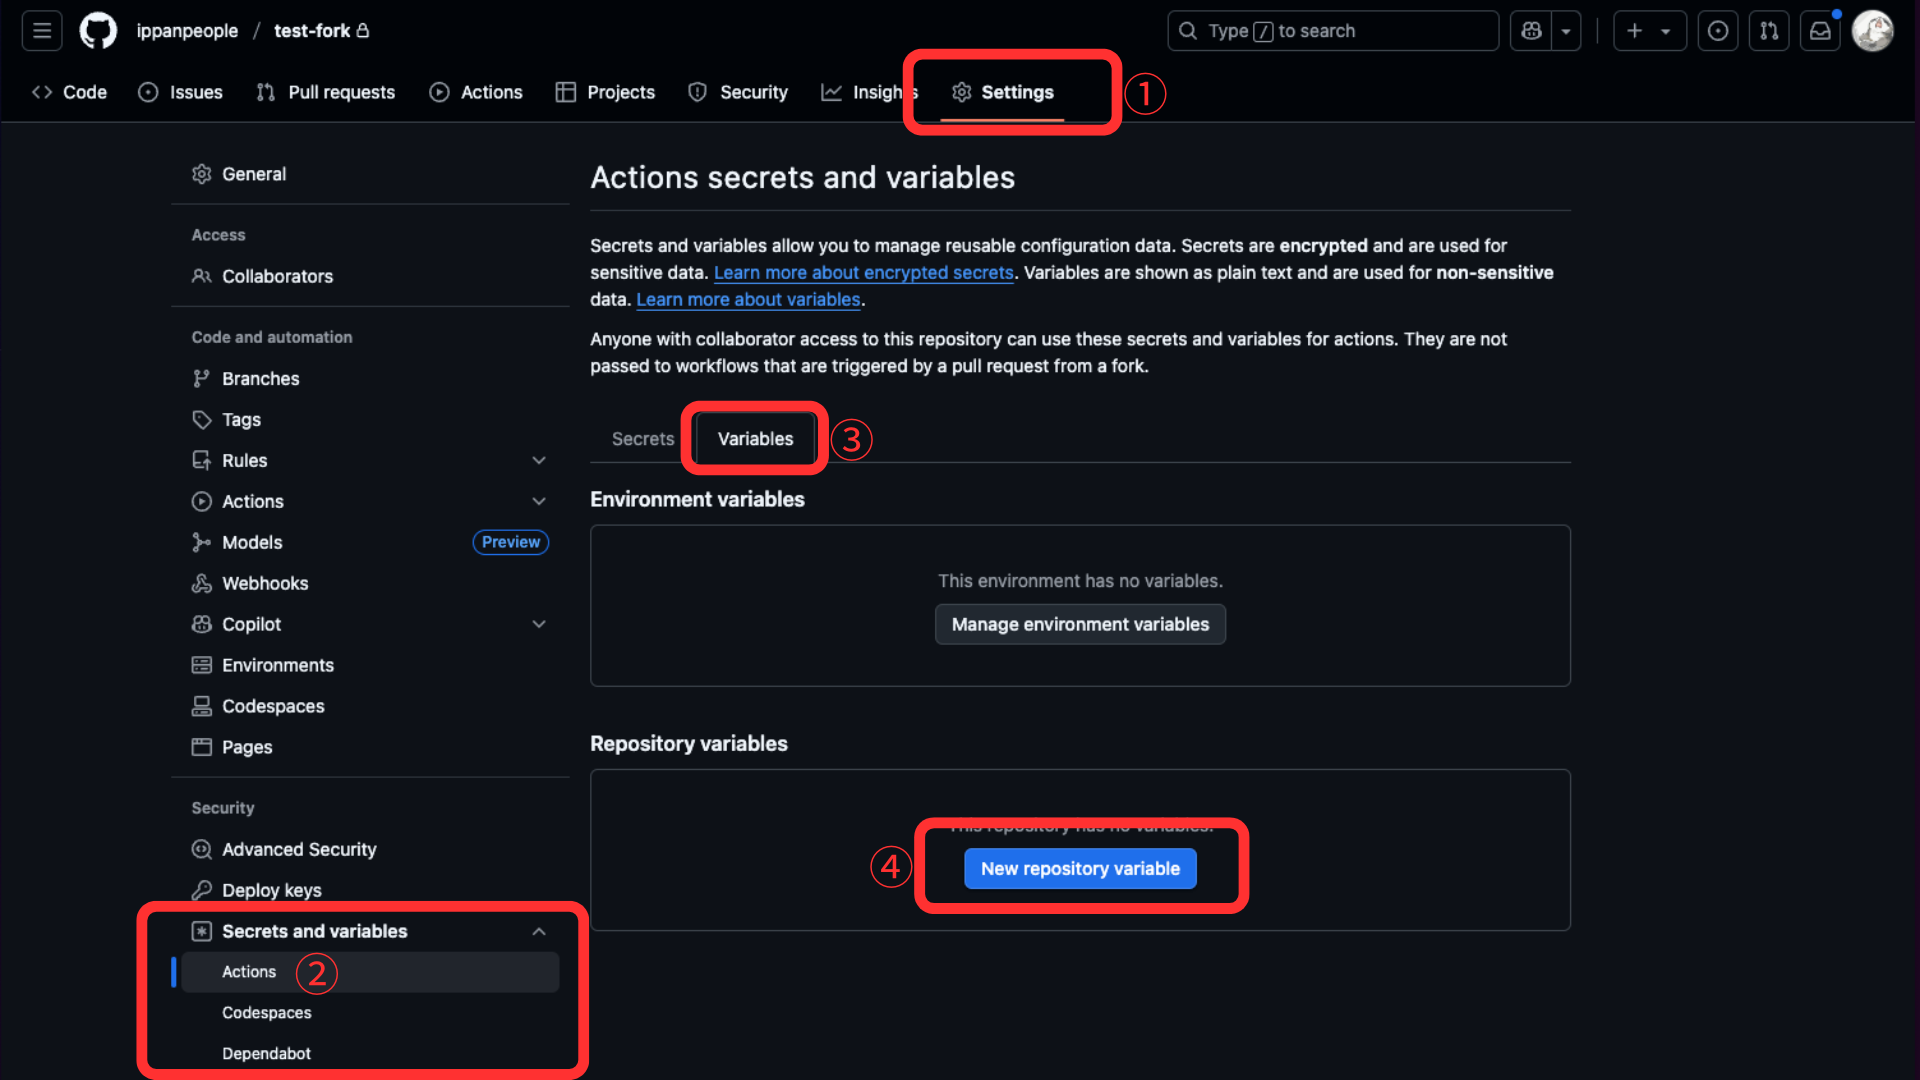 ippanpeople / test-fork
Type / to search
Code
Issues
Pull requests
Actions
Projects
Security
Insights
Settings
①
General
Access
Collaborators
Code and automation
Branches
Tags
Rules
Actions
Models
Preview
Webhooks
Copilot
Environments
Codespaces
Pages
Security
Advanced Security
Deploy keys
Secrets and variables
Actions ②
Codespaces
Dependabot
Actions secrets and variables
Secrets and variables allow you to manage reusable configuration data. Secrets are encrypted and are used for
sensitive data. Learn more about encrypted secrets. Variables are shown as plain text and are used for non-sensitive
data. Learn more about variables.
Anyone with collaborator access to this repository can use these secrets and variables for actions. They are not
passed to workflows that are triggered by a pull request from a fork.
Secrets
Variables
③
Environment variables
This environment has no variables.
Manage environment variables
Repository variables
This repository has no variables.
④
New repository variable